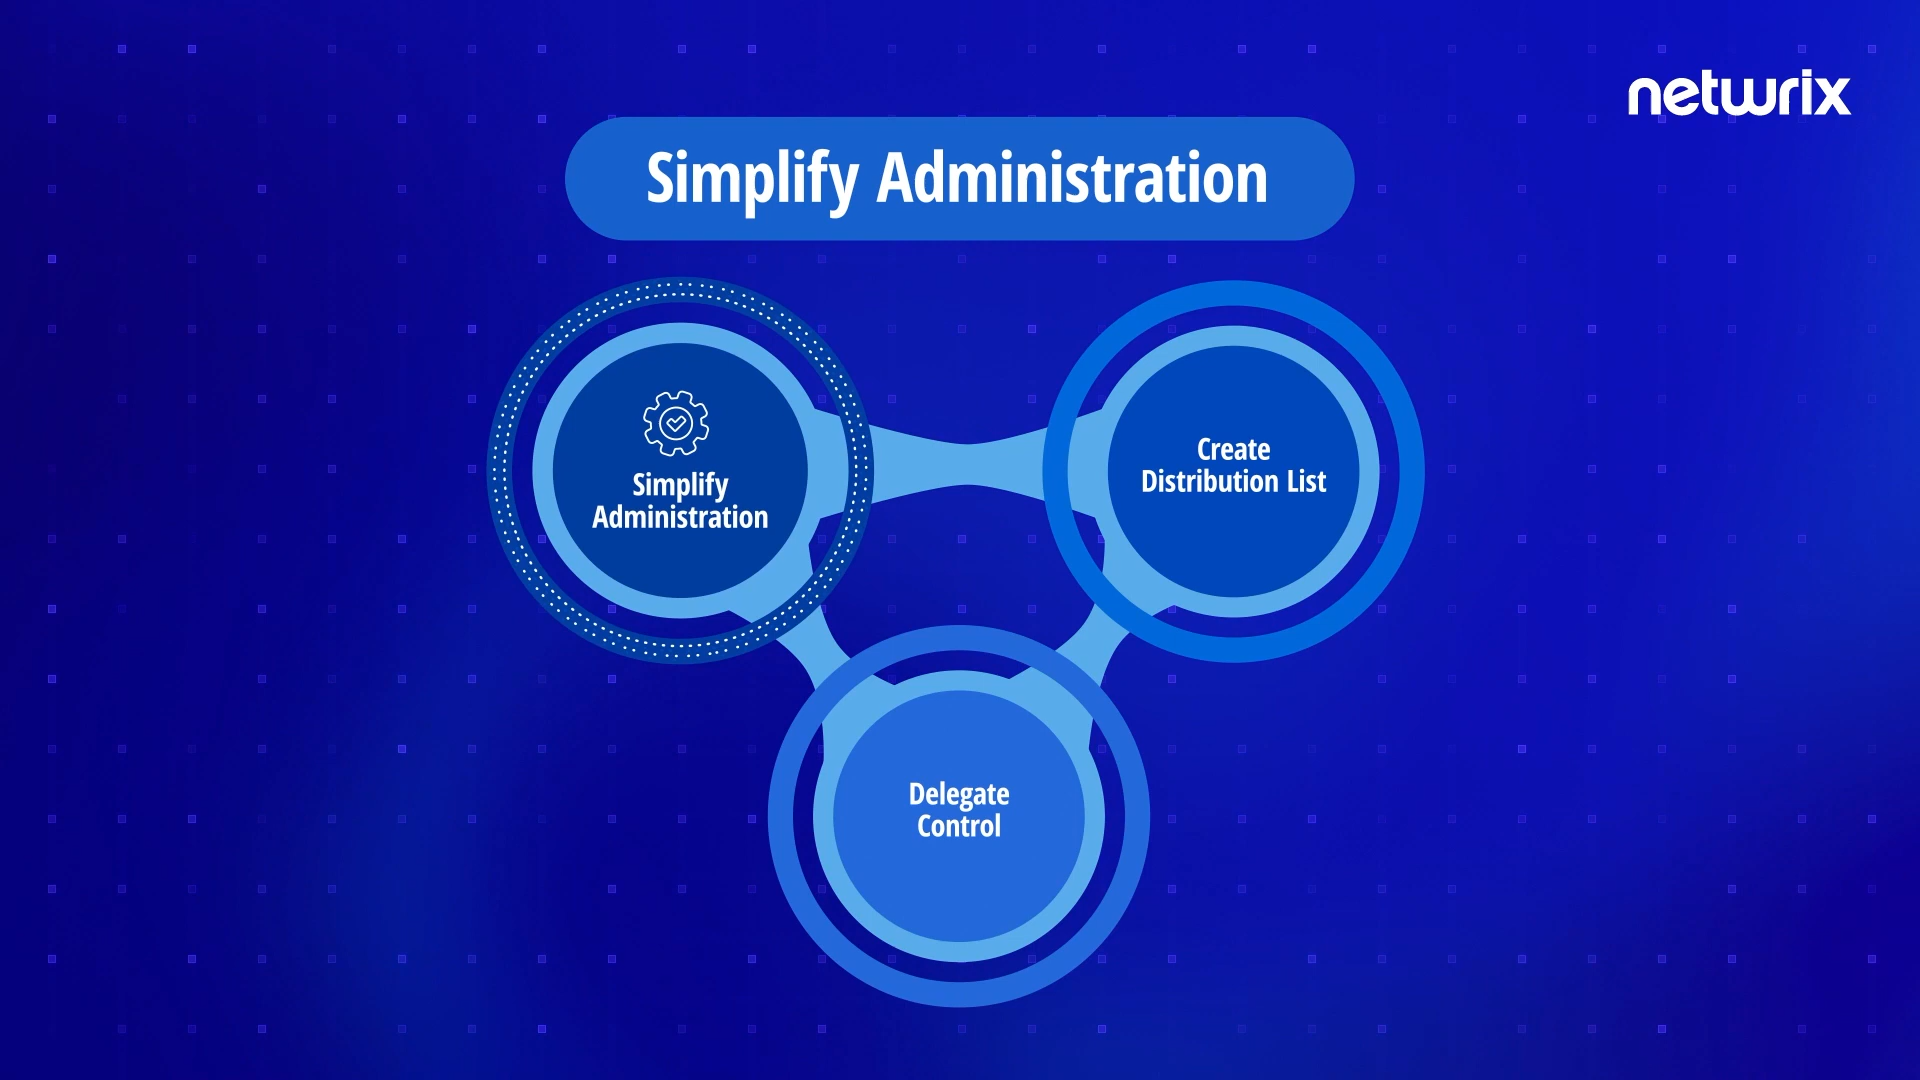 netwrix
Simplify Administration
Simplify
Administration
Create
Distribution List
Delegate
Control